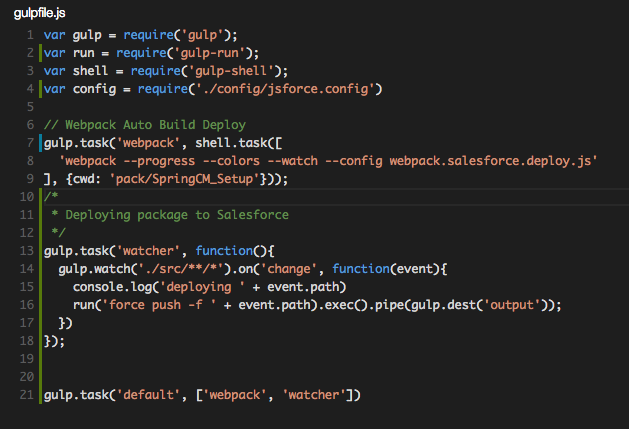 gulpfile.js
1 var gulp = require('gulp');
2 var run = require('gulp-run');
3 var shell = require('gulp-shell');
4 var config = require('./config/jsforce.config')
5
6 // Webpack Auto Build Deploy
7 gulp.task('webpack', shell.task([
8   'webpack --progress --colors --watch --config webpack.salesforce.deploy.js'
9 ], {cwd: 'pack/SpringCM_Setup'}));
10 /*
11  * Deploying package to Salesforce
12  */
13 gulp.task('watcher', function(){
14   gulp.watch('./src/**/*').on('change', function(event){
15     console.log('deploying ' + event.path)
16     run('force push -f ' + event.path).exec().pipe(gulp.dest('output'));
17   })
18 });
19
20
21 gulp.task('default', ['webpack', 'watcher'])